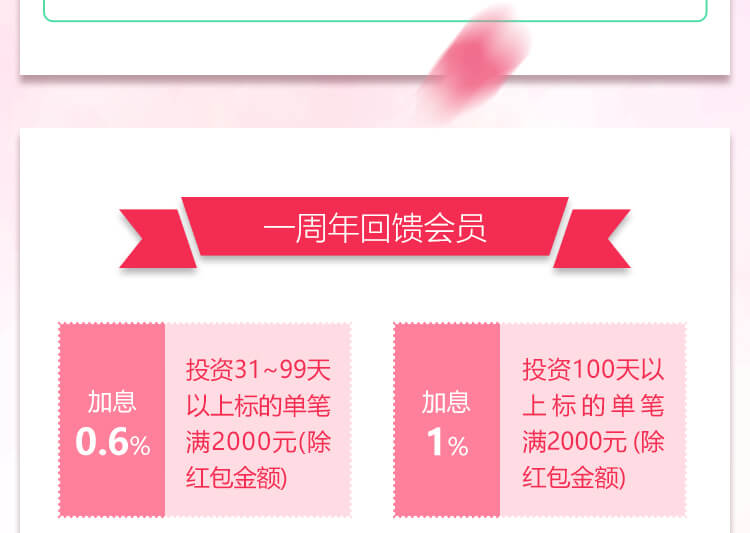 一周年回馈会员
加息
0.6%
投资31~99天
以上标的单笔
满2000元(除
红包金额)
加息
1%
投资100天以
上标的单笔
满2000元(除
红包金额)